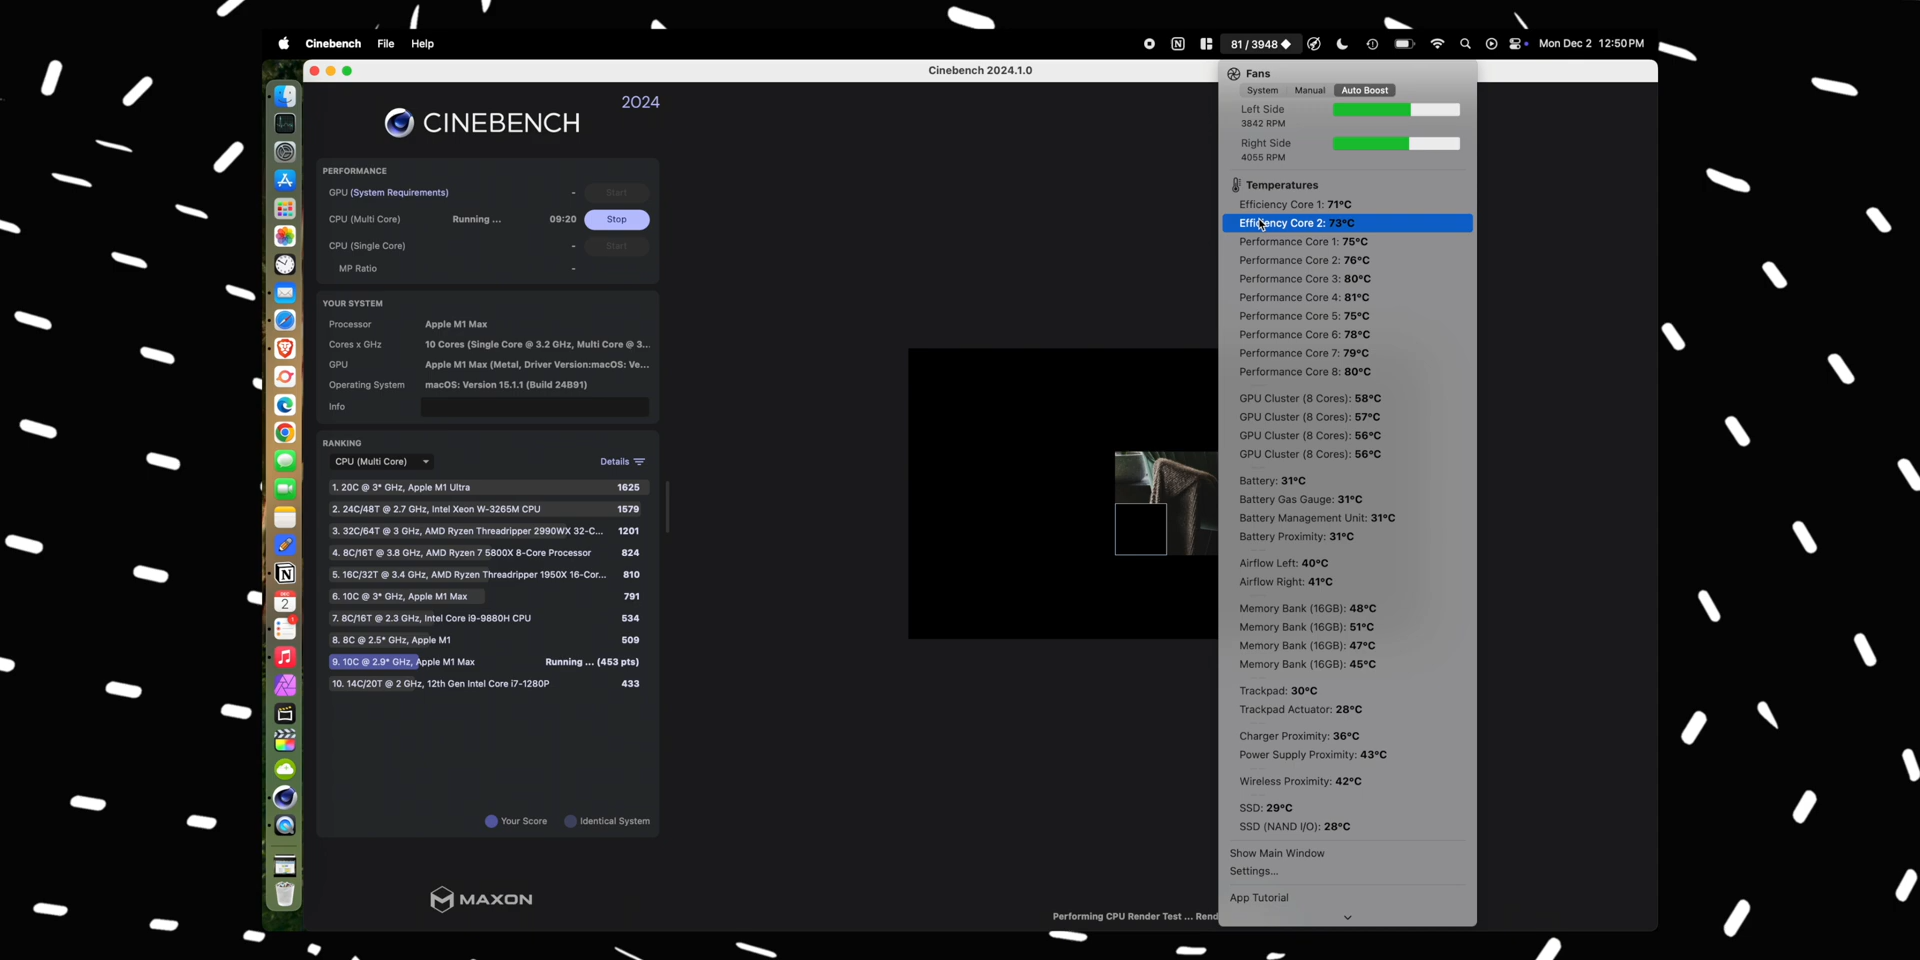 Cinebench File Help
81 / 3948
Mon Dec 2 12:50 PM
Cinebench 2024.1.0
2024
CINEBENCH
PERFORMANCE
GPU (System Requirements) - Start
CPU (Multi Core) Running ... 09:20 Stop
CPU (Single Core) - Start
MP Ratio -
YOUR SYSTEM
Processor Apple M1 Max
Cores x GHz 10 Cores (Single Core @ 3.2 GHz, Multi Core @ 3...
GPU Apple M1 Max (Metal, Driver Version:macOS: Ve...
Operating System macOS: Version 15.1.1 (Build 24B91)
Info
RANKING
CPU (Multi Core) Details
1. 20C @ 3* GHz, Apple M1 Ultra 1625
2. 24C/48T @ 2.7 GHz, Intel Xeon W-3265M CPU 1579
3. 32C/64T @ 3 GHz, AMD Ryzen Threadripper 2990WX 32-C... 1201
4. 8C/16T @ 3.8 GHz, AMD Ryzen 7 5800X 8-Core Processor 824
5. 16C/32T @ 3.4 GHz, AMD Ryzen Threadripper 1950X 16-Cor... 810
6. 10C @ 3* GHz, Apple M1 Max 791
7. 8C/16T @ 2.3 GHz, Intel Core i9-9880H CPU 534
8. 8C @ 2.5* GHz, Apple M1 509
9. 10C @ 2.9* GHz, Apple M1 Max Running ... (453 pts)
10. 14C/20T @ 2 GHz, 12th Gen Intel Core i7-1280P 433
Your Score Identical System
MAXON
Performing CPU Render Test ... Rend
Fans
System Manual Auto Boost
Left Side
3842 RPM
Right Side
4055 RPM
Temperatures
Efficiency Core 1: 71°C
Efficiency Core 2: 73°C
Performance Core 1: 75°C
Performance Core 2: 76°C
Performance Core 3: 80°C
Performance Core 4: 81°C
Performance Core 5: 75°C
Performance Core 6: 78°C
Performance Core 7: 79°C
Performance Core 8: 80°C
GPU Cluster (8 Cores): 58°C
GPU Cluster (8 Cores): 57°C
GPU Cluster (8 Cores): 56°C
GPU Cluster (8 Cores): 56°C
Battery: 31°C
Battery Gas Gauge: 31°C
Battery Management Unit: 31°C
Battery Proximity: 31°C
Airflow Left: 40°C
Airflow Right: 41°C
Memory Bank (16GB): 48°C
Memory Bank (16GB): 51°C
Memory Bank (16GB): 47°C
Memory Bank (16GB): 45°C
Trackpad: 30°C
Trackpad Actuator: 28°C
Charger Proximity: 36°C
Power Supply Proximity: 43°C
Wireless Proximity: 42°C
SSD: 29°C
SSD (NAND I/O): 28°C
Show Main Window
Settings...
App Tutorial